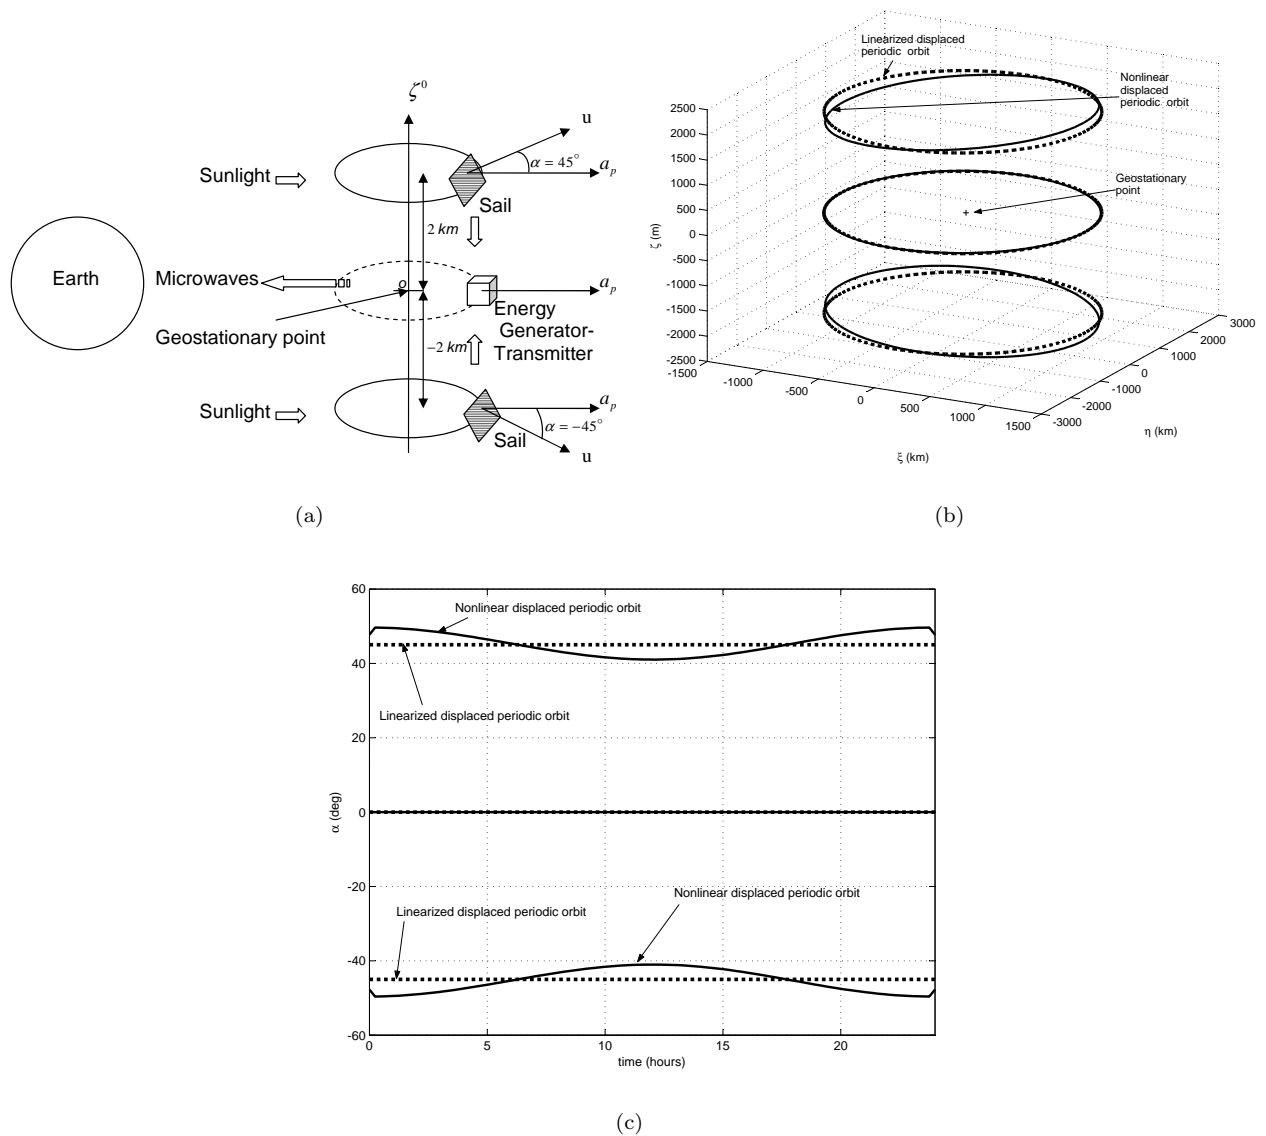 ζ⁰
u
α = 45°
a_p
Sunlight
Sail
2 km
Earth
Microwaves
o
a_p
Energy
Generator-
Transmitter
Geostationary point
−2 km
Sunlight
a_p
α = −45°
Sail
u
(a)
Linearized displaced
periodic orbit
Nonlinear
displaced
periodic orbit
Geostationary
point
2500
2000
1500
1000
500
0
-500
-1000
-1500
-2000
-2500
ζ (m)
-1500
-1000
-500
0
500
1000
1500
ξ (km)
-3000
-2000
-1000
0
1000
2000
3000
η (km)
(b)
60
40
20
0
-20
-40
-60
α (deg)
Nonlinear displaced periodic orbit
Linearized displaced periodic orbit
Nonlinear displaced periodic orbit
Linearized displaced periodic orbit
0
5
10
15
20
time (hours)
(c)